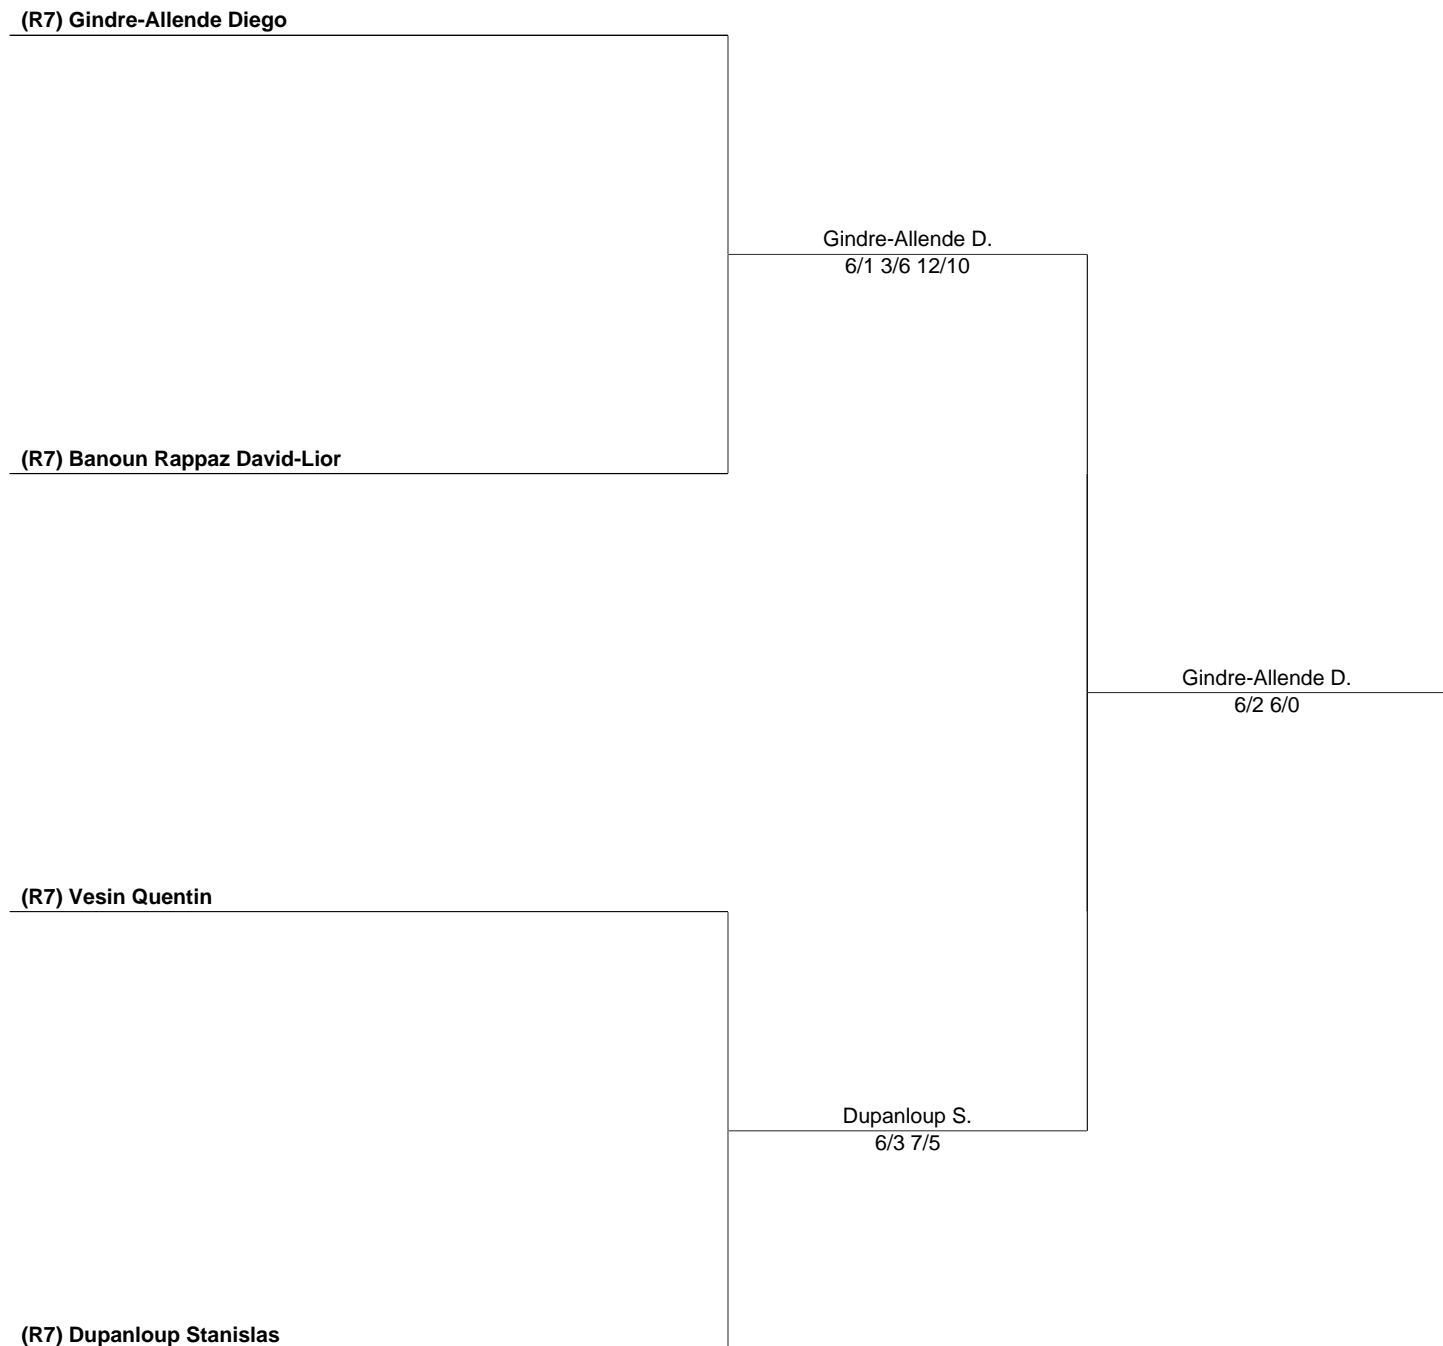 (R7) Gindre-Allende Diego
Gindre-Allende D.
6/1 3/6 12/10
(R7) Banoun Rappaz David-Lior
Gindre-Allende D.
6/2 6/0
(R7) Vesin Quentin
Dupanloup S.
6/3 7/5
(R7) Dupanloup Stanislas